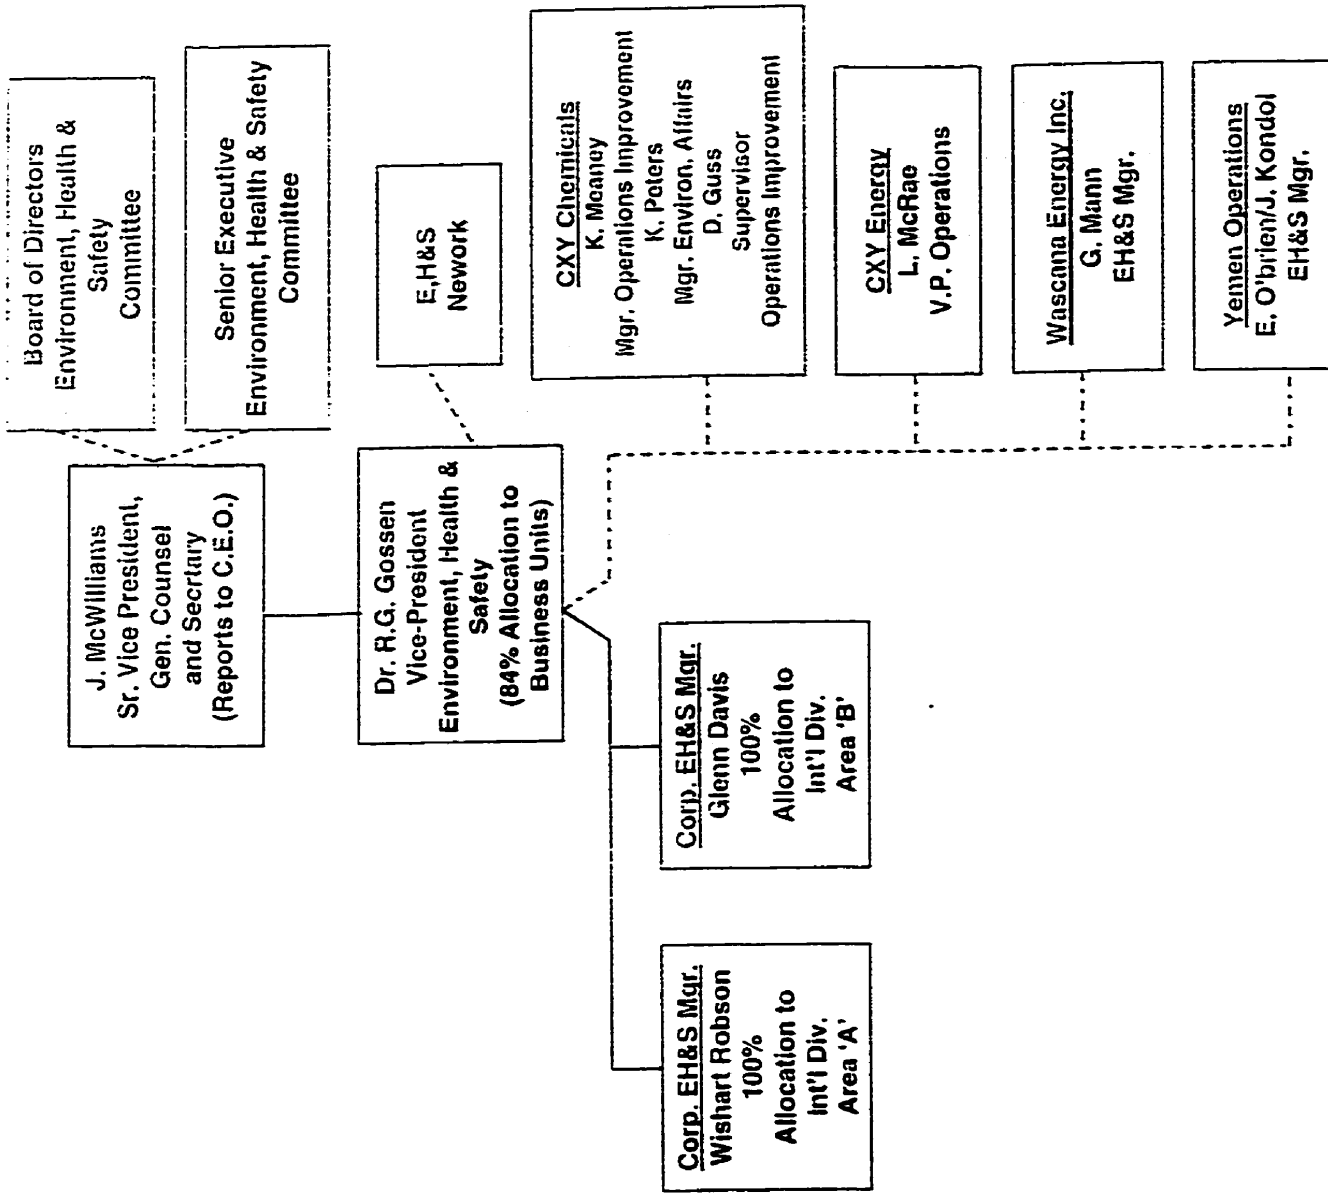 Board of Directors
Environment, Health &
Safety
Committee
Senior Executive
Environment, Health & Safety
Committee
J. McWilliams
Sr. Vice President,
Gen. Counsel
and Secrtary
(Reports to C.E.O.)
E,H&S
Nework
Dr. R.G. Gossen
Vice-President
Environment, Health &
Safety
(84% Allocation to
Business Units)
CXY Chemicals
K. Meaney
Mgr. Operations Improvement
K. Peters
Mgr. Environ. Affairs
D. Guss
Supervisor
Operations Improvement
CXY Energy
L. McRae
V.P. Operations
Wascana Energy Inc.
G. Mann
EH&S Mgr.
Yemen Operations
E. O'brien/J. Kondol
EH&S Mgr.
Corp. EH&S Mgr.
Wishart Robson
100%
Allocation to
Int'l Div.
Area 'A'
Corp. EH&S Mgr.
Glenn Davis
100%
Allocation to
Int'l Div.
Area 'B'